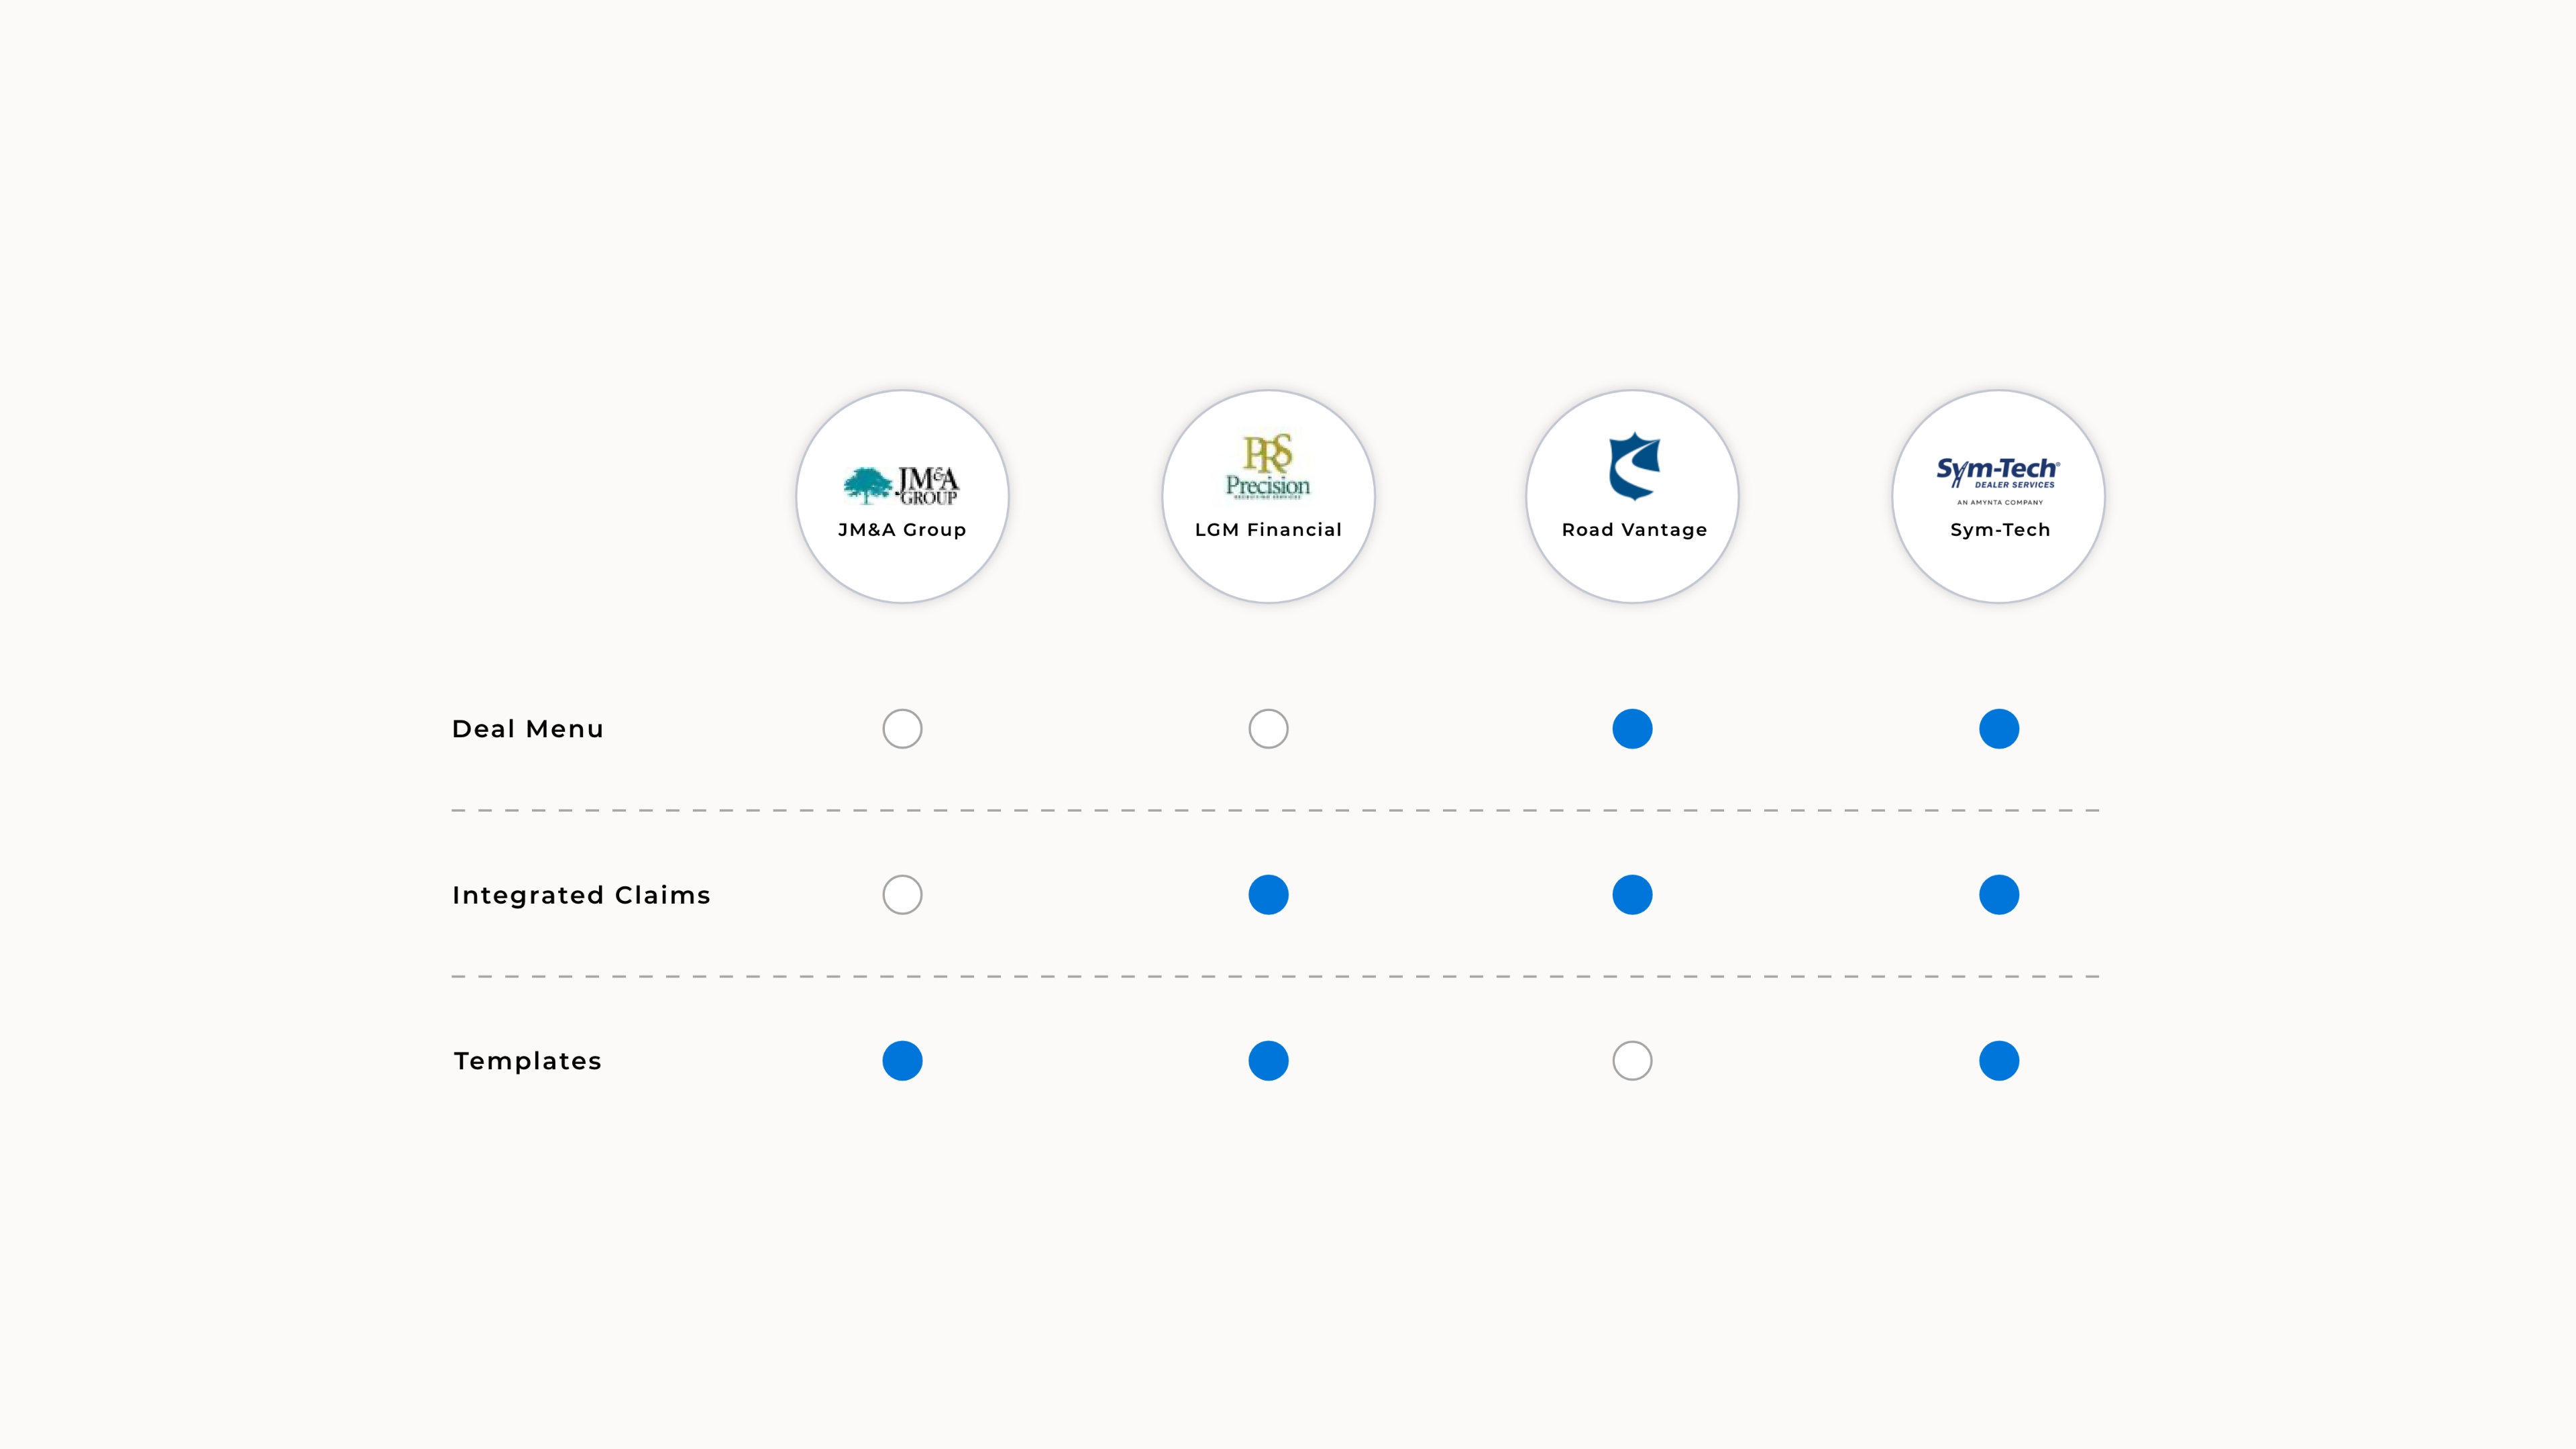 JM&A
GROUP
JM&A Group
PRS
Precision
LGM Financial
Road Vantage
Sym-Tech®
DEALER SERVICES
AN AMYNTA COMPANY
Sym-Tech
Deal Menu
Integrated Claims
Templates